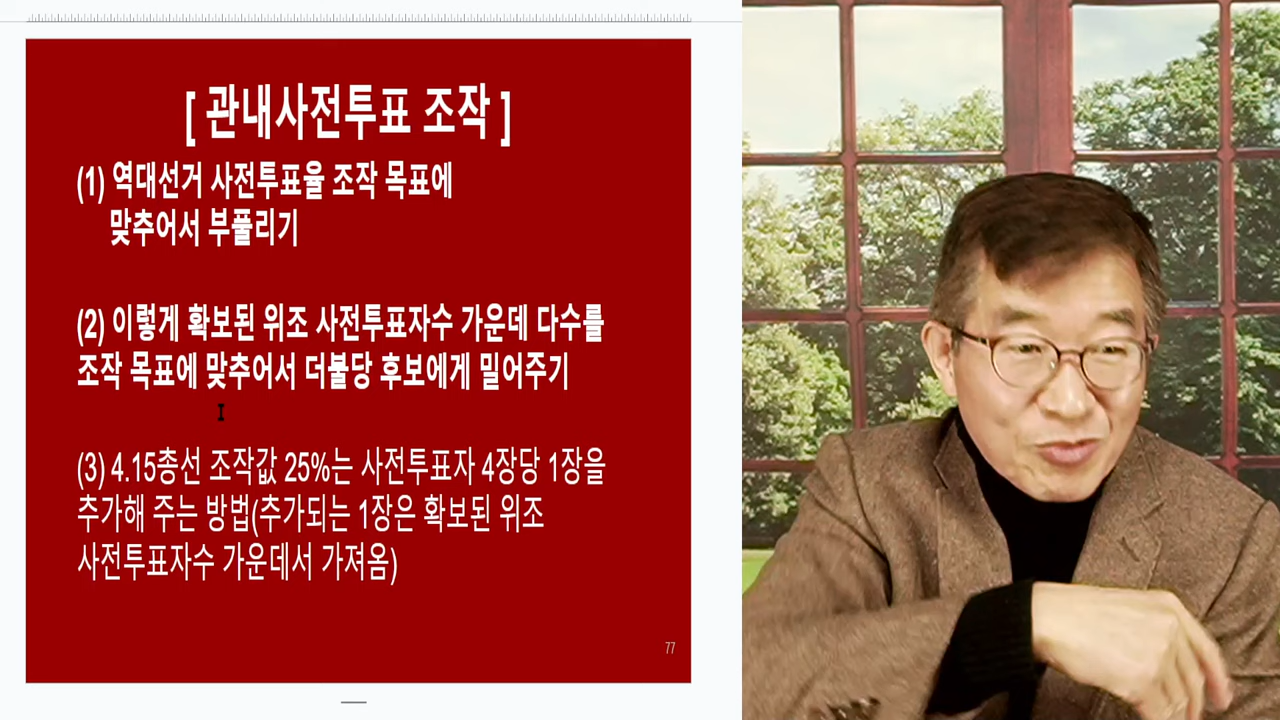 [ 관내사전투표 조작 ]
(1) 역대선거 사전투표율 조작 목표에
맞추어서 부풀리기
(2) 이렇게 확보된 위조 사전투표자수 가운데 다수를
조작 목표에 맞추어서 더불당 후보에게 밀어주기
(3) 4.15총선 조작값 25%는 사전투표자 4장당 1장을
추가해 주는 방법(추가되는 1장은 확보된 위조
사전투표자수 가운데서 가져옴)
77